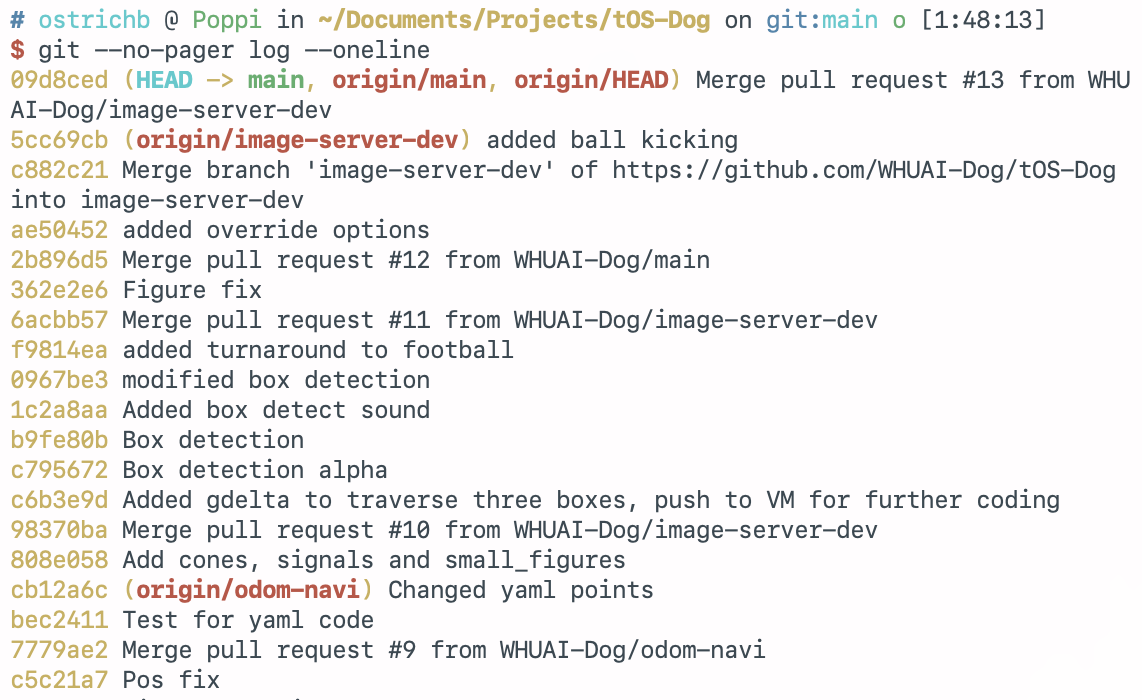 # ostrichb @ Poppi in ~/Documents/Projects/tOS-Dog on git:main o [1:48:13]
$ git --no-pager log --oneline
09d8ced (HEAD -> main, origin/main, origin/HEAD) Merge pull request #13 from WHU
AI-Dog/image-server-dev
5cc69cb (origin/image-server-dev) added ball kicking
c882c21 Merge branch 'image-server-dev' of https://github.com/WHUAI-Dog/tOS-Dog
into image-server-dev
ae50452 added override options
2b896d5 Merge pull request #12 from WHUAI-Dog/main
362e2e6 Figure fix
6acbb57 Merge pull request #11 from WHUAI-Dog/image-server-dev
f9814ea added turnaround to football
0967be3 modified box detection
1c2a8aa Added box detect sound
b9fe80b Box detection
c795672 Box detection alpha
c6b3e9d Added gdelta to traverse three boxes, push to VM for further coding
98370ba Merge pull request #10 from WHUAI-Dog/image-server-dev
808e058 Add cones, signals and small_figures
cb12a6c (origin/odom-navi) Changed yaml points
bec2411 Test for yaml code
7779ae2 Merge pull request #9 from WHUAI-Dog/odom-navi
c5c21a7 Pos fix